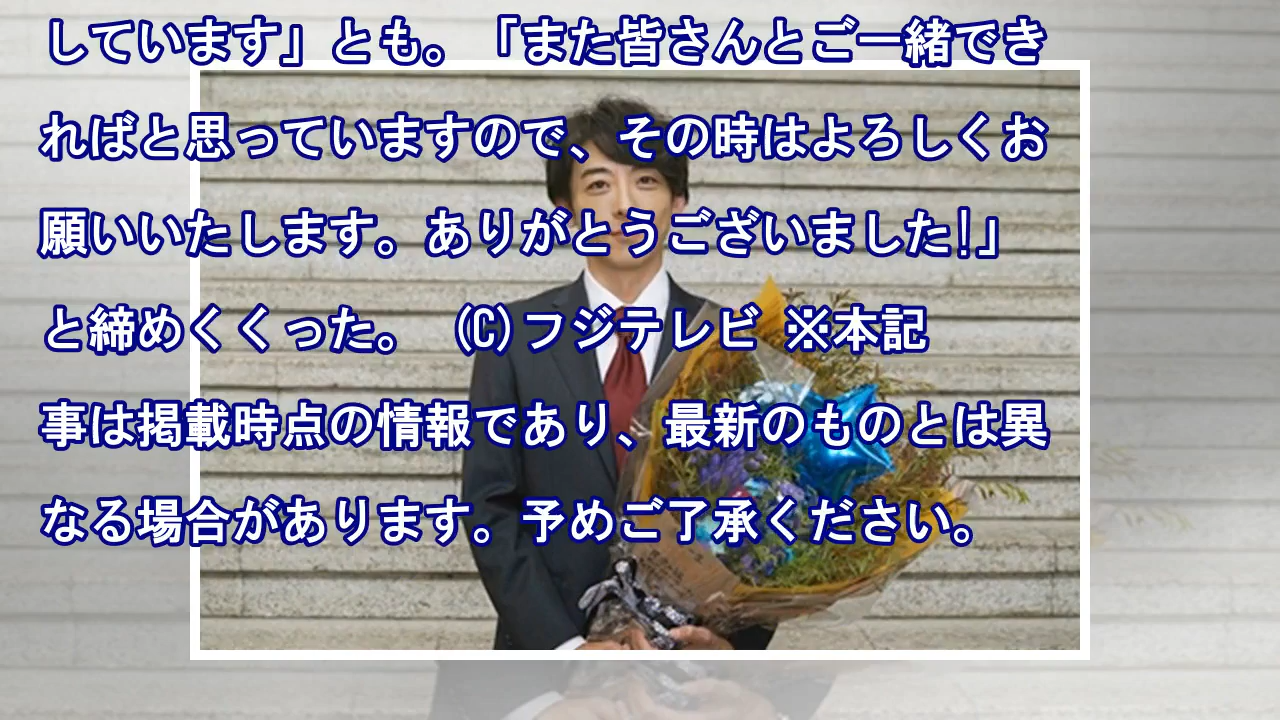 しています」とも。「また皆さんとご一緒でき
ればと思っていますので、その時はよろしくお
願いいたします。ありがとうございました!」
と締めくくった。 (C)フジテレビ ※本記
事は掲載時点の情報であり、最新のものとは異
なる場合があります。予めご了承ください。